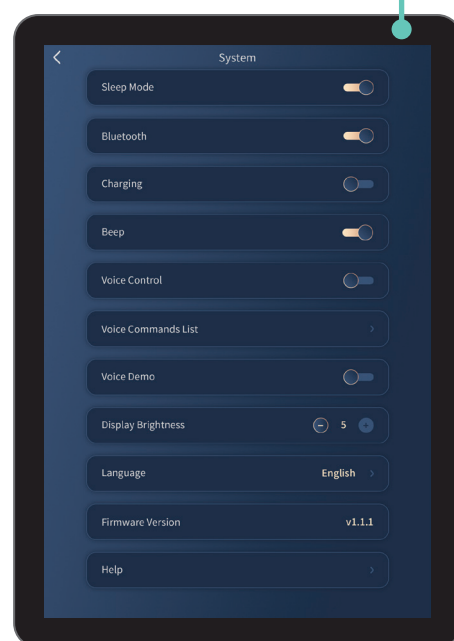 System
Sleep Mode
Bluetooth
Charging
Beep
Voice Control
Voice Commands List
Voice Demo
Display Brightness 5
Language English
Firmware Version v1.1.1
Help